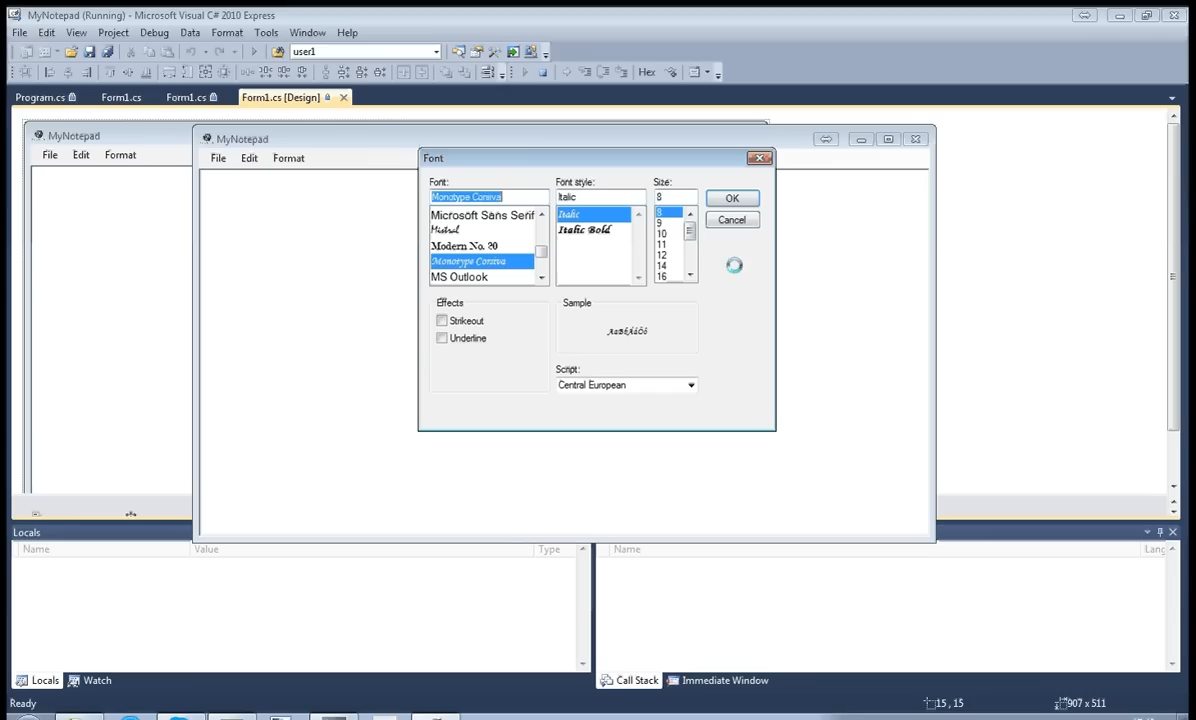 MyNotepad (Running) - Microsoft Visual C# 2010 Express
File Edit View Project Debug Data Format Tools Window Help
user1
Hex
Program.cs Form1.cs Form1.cs Form1.cs [Design]
MyNotepad
File Edit Format
MyNotepad
File Edit Format
Font
Font: Font style: Size:
Monotype Corsiva Italic 8 OK
Microsoft Sans Serif Italic 8 Cancel
Mistral Italic Bold 9
Modern No. 20 10
Monotype Corsiva 11
MS Outlook 12
14
16
Effects Sample
Strikeout AaBbÁáÔô
Underline
Script:
Central European
Locals
Name Value Type Name Lang
Locals Watch Call Stack Immediate Window
Ready 15 , 15 907 x 511